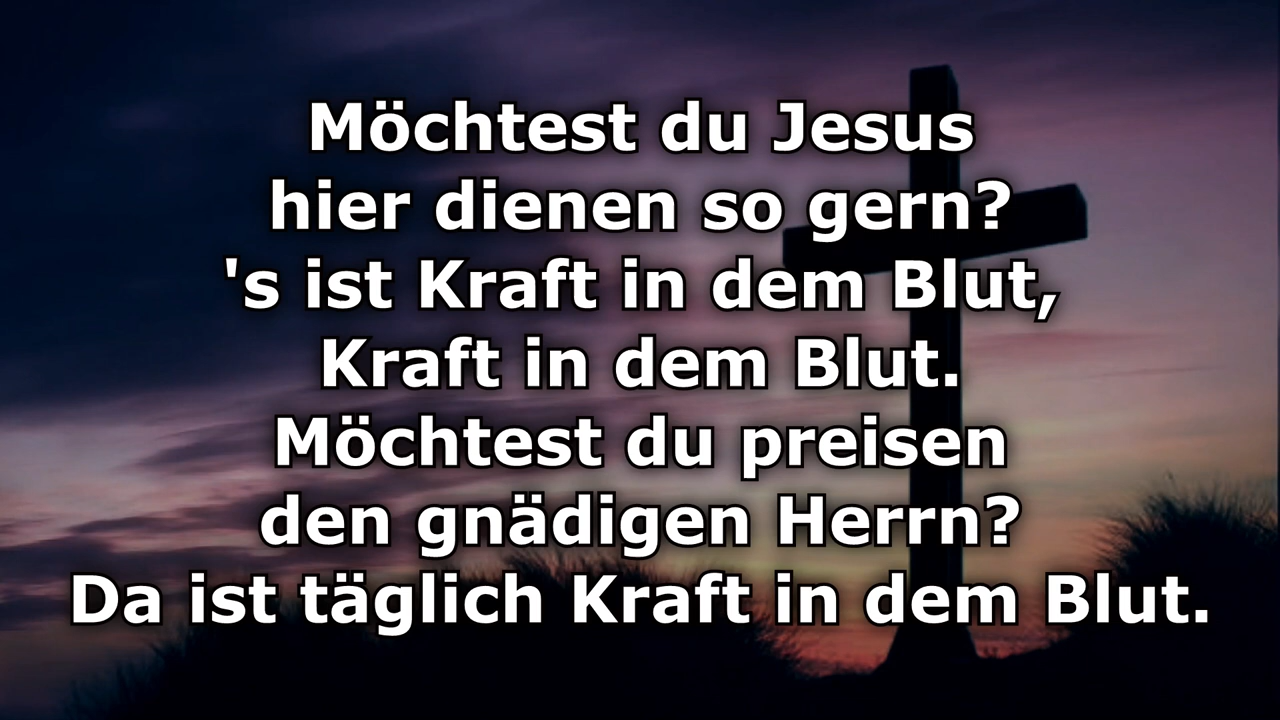 Möchtest du Jesus
hier dienen so gern?
's ist Kraft in dem Blut,
Kraft in dem Blut.
Möchtest du preisen
den gnädigen Herrn?
Da ist täglich Kraft in dem Blut.